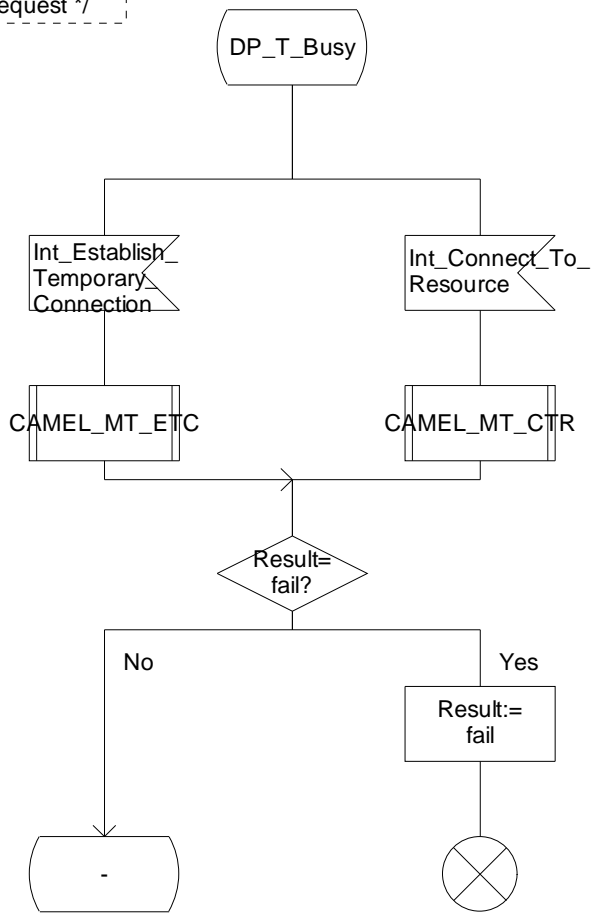 equest */
DP_T_Busy
Int_Establish_
Temporary_
Connection
Int_Connect_To_
Resource
CAMEL_MT_ETC
CAMEL_MT_CTR
Result=
fail?
No
Yes
Result:=
fail
-